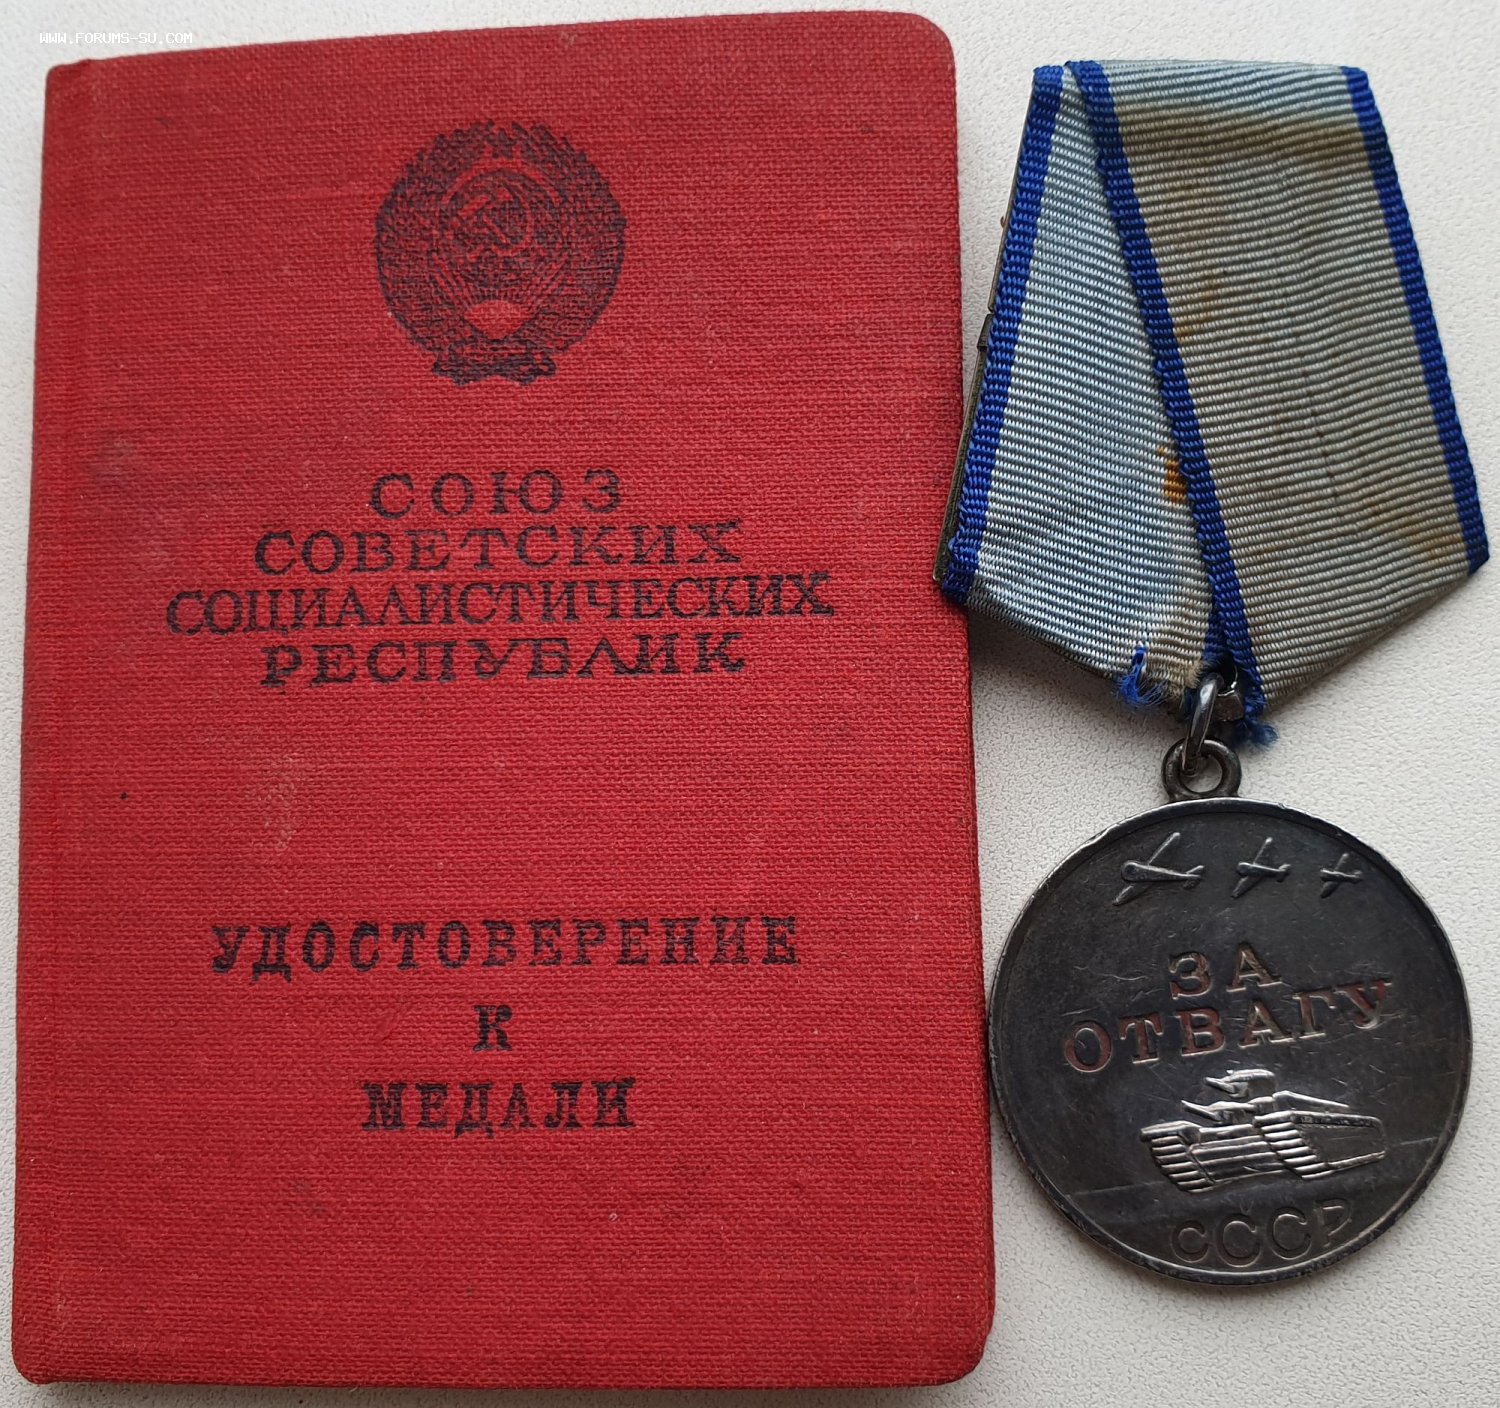 WWW.FORUMS-SU.COM
СОЮЗ
СОВЕТСКИХ
СОЦИАЛИСТИЧЕСКИХ
РЕСПУБЛИК
УДОСТОВЕРЕНИЕ
К
МЕДАЛИ
ЗА
ОТВАГУ
СССР